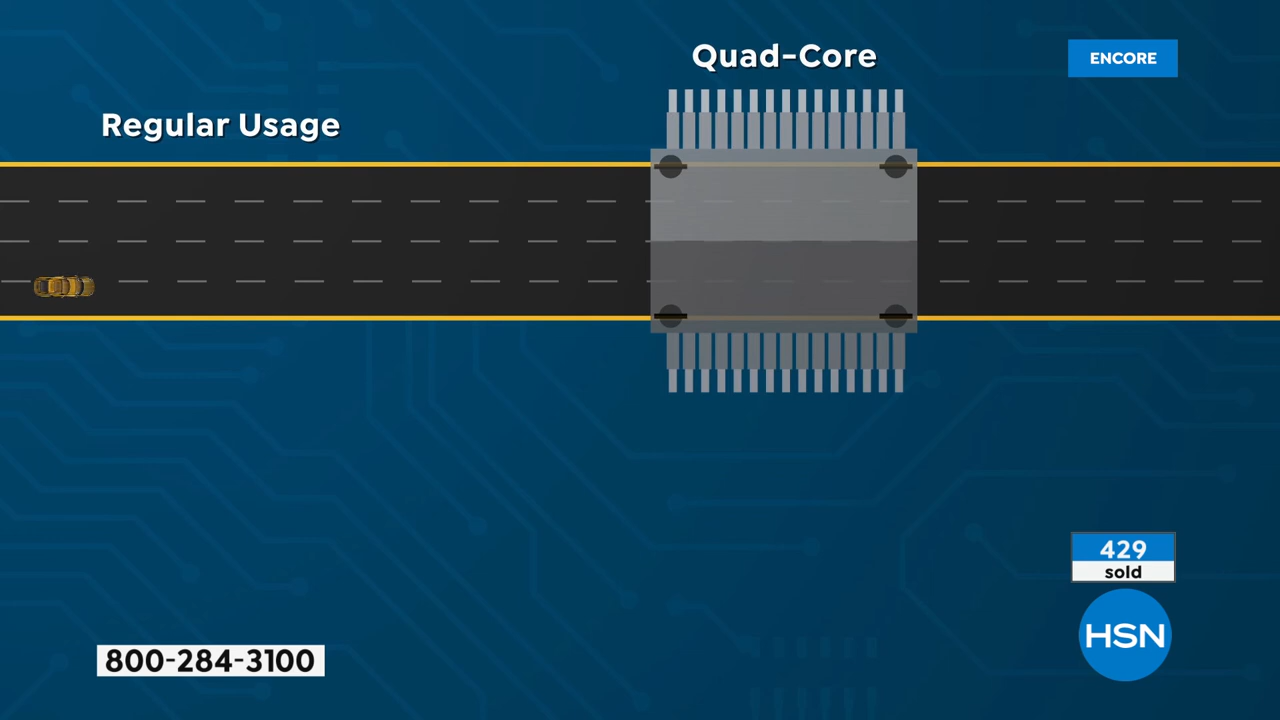 Quad-Core
ENCORE
Regular Usage
429
sold
HSN
800-284-3100